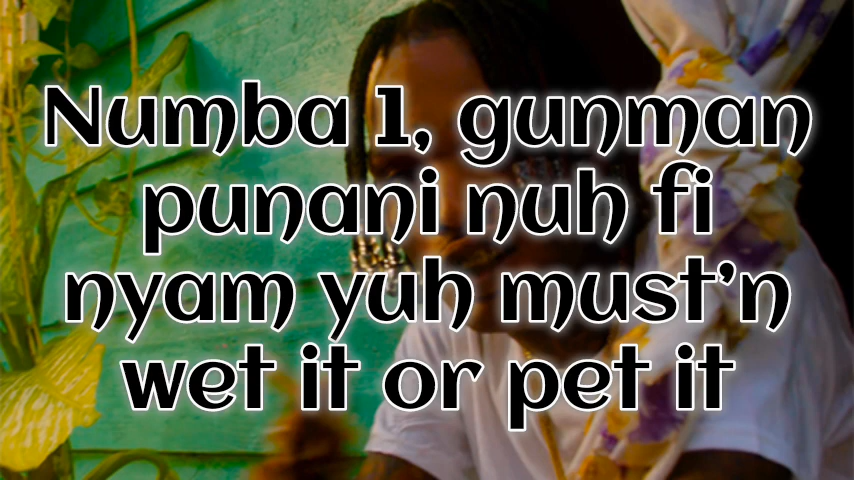 Numba 1, gunman
punani nuh fi
nyam yuh must’n
wet it or pet it